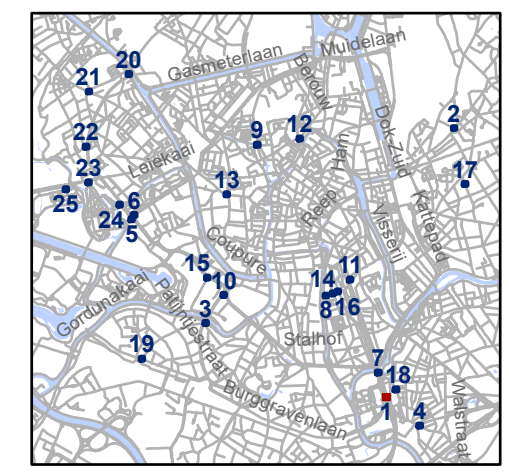 Muidelaan
Gasmeterlaan
20
Berouw
21
2
Dok-Zuid
12
9
22
Ham
Leiekaai
23
17
13
25
6
24
5
Reep
Visserij
Kattepad
Coupure
15
10
14
11
8
16
Gordunakaai
3
Patijntjestraat
Stalhof
19
7
18
1
4
Burggravenlaan
Walstraat